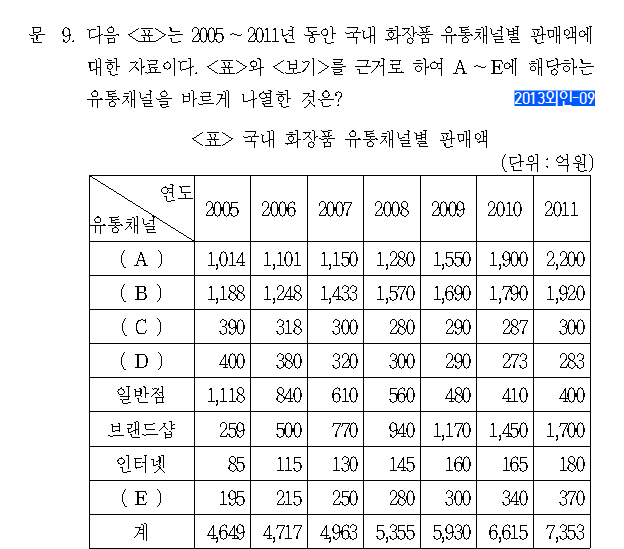 문 9. 다음 <표>는 2005 ~ 2011년 동안 국내 화장품 유통채널별 판매액에
대한 자료이다. <표>와 <보기>를 근거로 하여 A ~ E에 해당하는
유통채널을 바르게 나열한 것은?
2013외인-09
<표> 국내 화장품 유통채널별 판매액
(단위 : 억원)
연도 2005 2006 2007 2008 2009 2010 2011
유통채널
( A ) 1,014 1,101 1,150 1,280 1,550 1,900 2,200
( B ) 1,188 1,248 1,433 1,570 1,690 1,790 1,920
( C ) 390 318 300 280 290 287 300
( D ) 400 380 320 300 290 273 283
일반점 1,118 840 610 560 480 410 400
브랜드샵 259 500 770 940 1,170 1,450 1,700
인터넷 85 115 130 145 160 165 180
( E ) 195 215 250 280 300 340 370
계 4,649 4,717 4,963 5,355 5,930 6,615 7,353